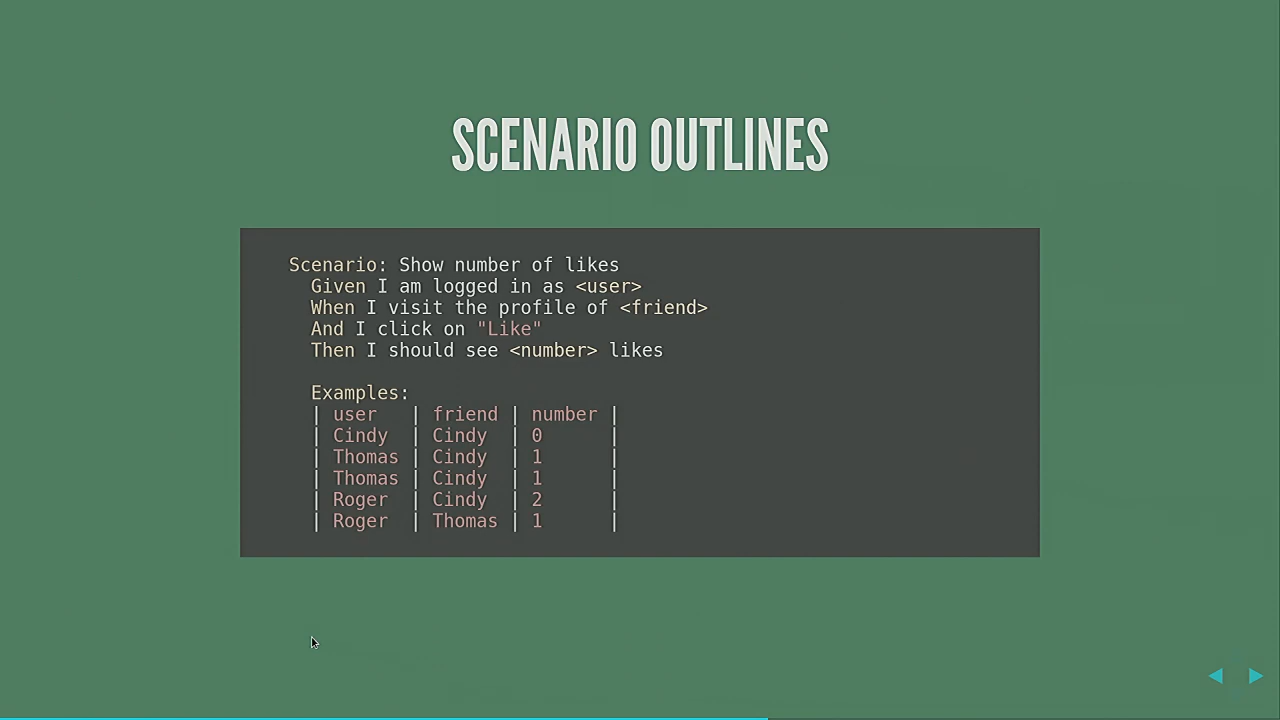 SCENARIO OUTLINES
Scenario: Show number of likes
Given I am logged in as <user>
When I visit the profile of <friend>
And I click on "Like"
Then I should see <number> likes
Examples:
| user | friend | number |
| Cindy | Cindy | 0 |
| Thomas | Cindy | 1 |
| Thomas | Cindy | 1 |
| Roger | Cindy | 2 |
| Roger | Thomas | 1 |